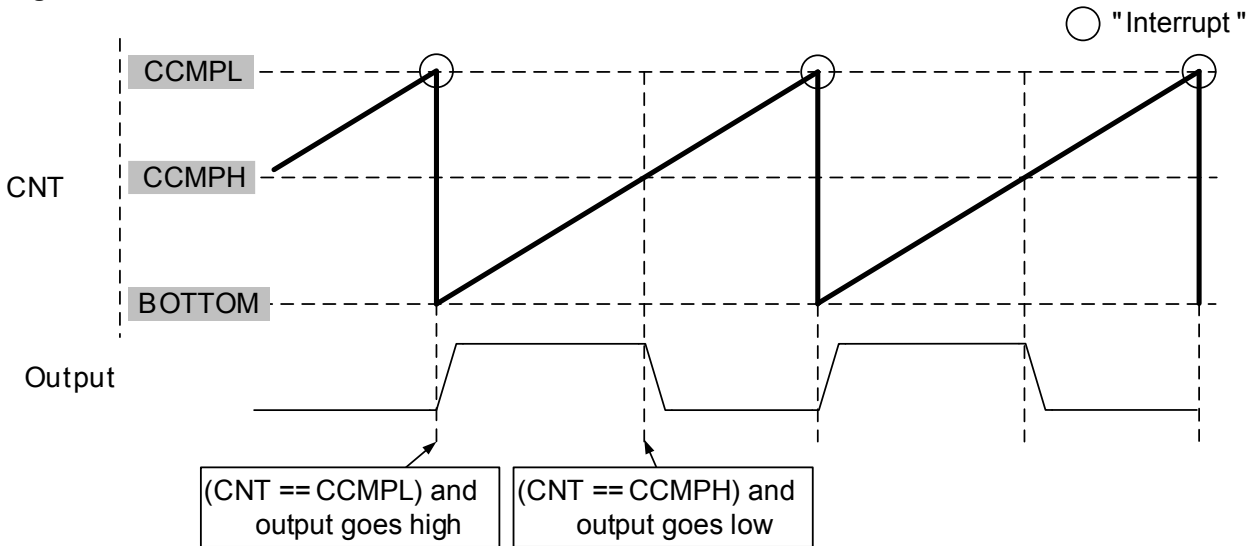 "Interrupt"
CCMPL
CNT
CCMPH
BOTTOM
Output
(CNT == CCMPL) and
output goes high
(CNT == CCMPH) and
output goes low